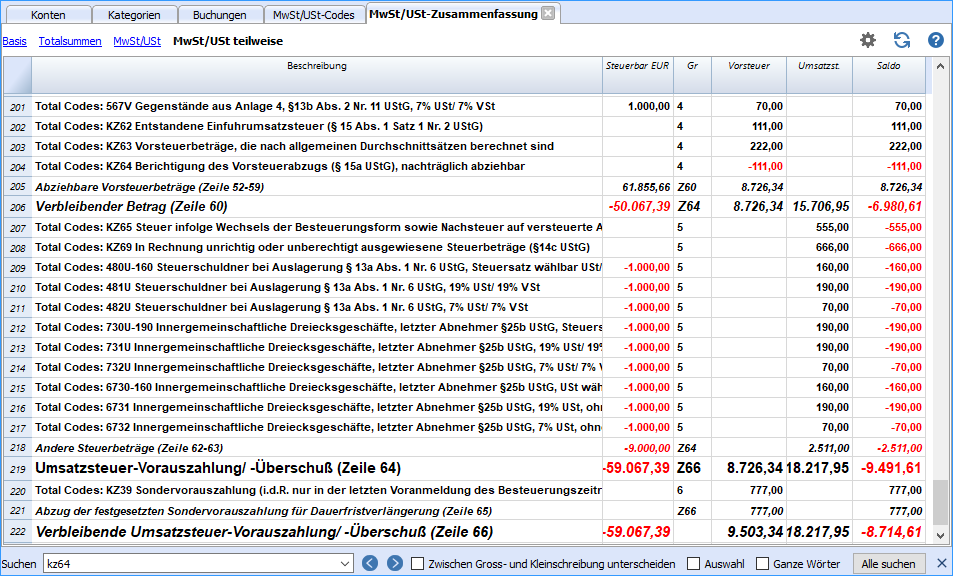 Konten Kategorien Buchungen MwSt/USt-Codes MwSt/USt-Zusammenfassung
Basis Totalsummen MwSt/USt MwSt/USt teilweise
Beschreibung Steuerbar EUR Gr Vorsteuer Umsatzst. Saldo
201 Total Codes: 567V Gegenstände aus Anlage 4, §13b Abs. 2 Nr. 11 UStG, 7% USt/ 7% VSt 1.000,00 4 70,00 70,00
202 Total Codes: KZ62 Entstandene Einfuhrumsatzsteuer (§ 15 Abs. 1 Satz 1 Nr. 2 UStG) 4 111,00 111,00
203 Total Codes: KZ63 Vorsteuerbeträge, die nach allgemeinen Durchschnittsätzen berechnet sind 4 222,00 222,00
204 Total Codes: KZ64 Berichtigung des Vorsteuerabzugs (§ 15a UStG), nachträglich abziehbar 4 -111,00 -111,00
205 Abziehbare Vorsteuerbeträge (Zeile 52-59) 61.855,66 Z60 8.726,34 8.726,34
206 Verbleibender Betrag (Zeile 60) -50.067,39 Z64 8.726,34 15.706,95 -6.980,61
207 Total Codes: KZ65 Steuer infolge Wechsels der Besteuerungsform sowie Nachsteuer auf versteuerte A 5 555,00 -555,00
208 Total Codes: KZ69 In Rechnung unrichtig oder unberechtigt ausgewiesene Steuerbeträge (§14c UStG) 5 666,00 -666,00
209 Total Codes: 480U-160 Steuerschuldner bei Auslagerung § 13a Abs. 1 Nr. 6 UStG, Steuersatz wählbar USt/ -1.000,00 5 160,00 -160,00
210 Total Codes: 481U Steuerschuldner bei Auslagerung § 13a Abs. 1 Nr. 6 UStG, 19% USt/ 19% VSt -1.000,00 5 190,00 -190,00
211 Total Codes: 482U Steuerschuldner bei Auslagerung § 13a Abs. 1 Nr. 6 UStG, 7% USt/ 7% VSt -1.000,00 5 70,00 -70,00
212 Total Codes: 730U-190 Innergemeinschaftliche Dreiecksgeschäfte, letzter Abnehmer §25b UStG, Steuers -1.000,00 5 190,00 -190,00
213 Total Codes: 731U Innergemeinschaftliche Dreiecksgeschäfte, letzter Abnehmer §25b UStG, 19% USt/ 19% -1.000,00 5 190,00 -190,00
214 Total Codes: 732U Innergemeinschaftliche Dreiecksgeschäfte, letzter Abnehmer §25b UStG, 7% USt/ 7% V -1.000,00 5 70,00 -70,00
215 Total Codes: 6730-160 Innergemeinschaftliche Dreiecksgeschäfte, letzter Abnehmer §25b UStG, USt wäh -1.000,00 5 160,00 -160,00
216 Total Codes: 6731 Innergemeinschaftliche Dreiecksgeschäfte, letzter Abnehmer §25b UStG, 19% USt, ohn -1.000,00 5 190,00 -190,00
217 Total Codes: 6732 Innergemeinschaftliche Dreiecksgeschäfte, letzter Abnehmer §25b UStG, 7% USt, ohne -1.000,00 5 70,00 -70,00
218 Andere Steuerbeträge (Zeile 62-63) -9.000,00 Z64 2.511,00 -2.511,00
219 Umsatzsteuer-Vorauszahlung/ -Überschuß (Zeile 64) -59.067,39 Z66 8.726,34 18.217,95 -9.491,61
220 Total Codes: KZ39 Sondervorauszahlung (i.d.R. nur in der letzten Voranmeldung des Besteuerungszeitr 6 777,00 777,00
221 Abzug der festgesetzten Sondervorauszahlung für Dauerfristverlängerung (Zeile 65) Z66 777,00 777,00
222 Verbleibende Umsatzsteuer-Vorauszahlung/ -Überschuß (Zeile 66) -59.067,39 9.503,34 18.217,95 -8.714,61
Suchen kz64 Zwischen Gross- und Kleinschreibung unterscheiden Auswahl Ganze Wörter Alle suchen